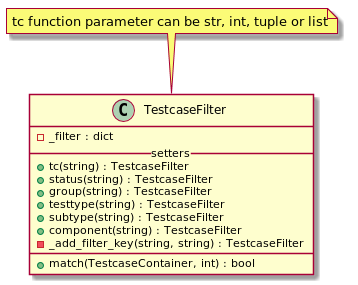 tc function parameter can be str, int, tuple or list
C TestcaseFilter
_filter : dict
setters
tc(string) : TestcaseFilter
status(string) : TestcaseFilter
group(string) : TestcaseFilter
testtype(string) : TestcaseFilter
subtype(string) : TestcaseFilter
component(string) : TestcaseFilter
_add_filter_key(string, string) : TestcaseFilter
match(TestcaseContainer, int) : bool